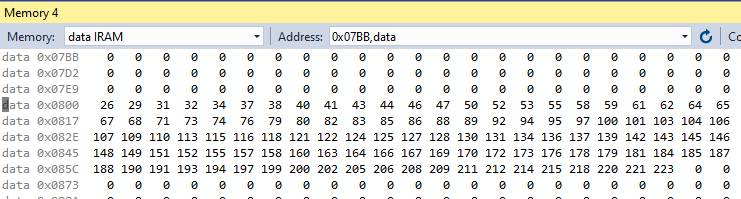 Memory 4
Memory: data IRAM Address: 0x07BB,data Co
data 0x07BB 0 0 0 0 0 0 0 0 0 0 0 0 0 0 0 0 0 0 0 0 0 0 0
data 0x07D2 0 0 0 0 0 0 0 0 0 0 0 0 0 0 0 0 0 0 0 0 0 0 0
data 0x07E9 0 0 0 0 0 0 0 0 0 0 0 0 0 0 0 0 0 0 0 0 0 0 0
data 0x0800 26 29 31 32 34 37 38 40 41 43 44 46 47 50 52 53 55 58 59 61 62 64 65
data 0x0817 67 68 71 73 74 76 79 80 82 83 85 86 88 89 92 94 95 97 100 101 103 104 106
data 0x082E 107 109 110 113 115 116 118 121 122 124 125 127 128 130 131 134 136 137 139 142 143 145 146
data 0x0845 148 149 151 152 155 157 158 160 163 164 166 167 169 170 172 173 176 178 179 181 184 185 187
data 0x085C 188 190 191 193 194 197 199 200 202 205 206 208 209 211 212 214 215 218 220 221 223 0 0
data 0x0873 0 0 0 0 0 0 0 0 0 0 0 0 0 0 0 0 0 0 0 0 0 0 0